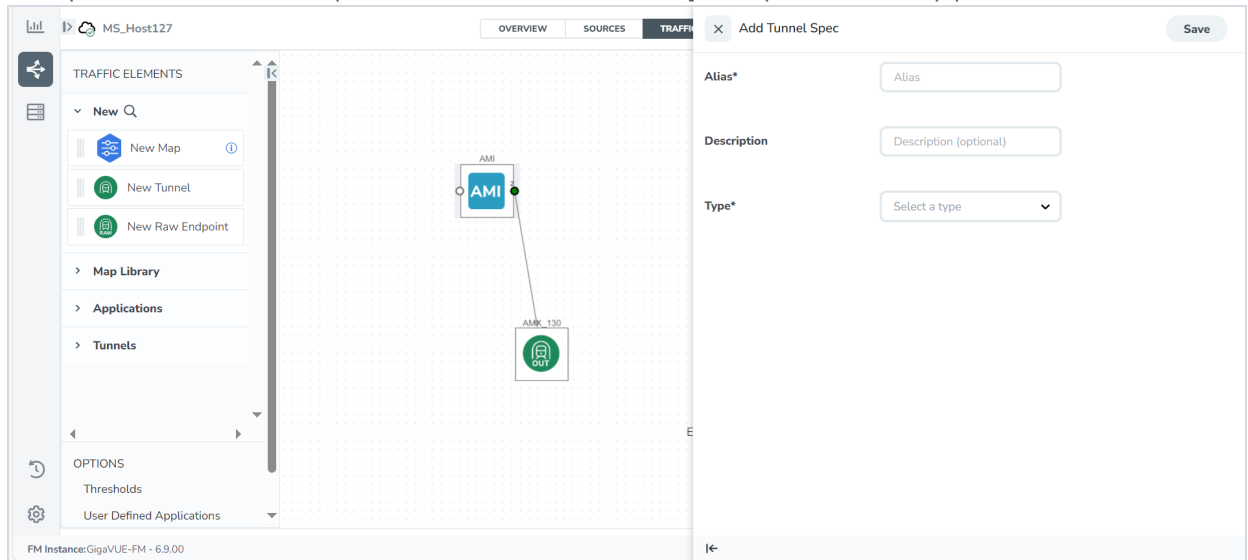 MS_Host127
OVERVIEW
SOURCES
TRAFFI
Add Tunnel Spec
Save
TRAFFIC ELEMENTS
New
New Map
New Tunnel
RAW
New Raw Endpoint
Map Library
Applications
Tunnels
OPTIONS
Thresholds
User Defined Applications
AMI
AMI
AMX_130
OUT
E
Alias*
Alias
Description
Description (optional)
Type*
Select a type
FM Instance:GigaVUE-FM - 6.9.00